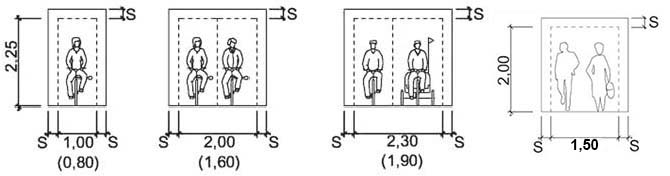 S
2,25
S 1,00 S
(0,80)
S
S 2,00 S
(1,60)
S
S 2,30 S
(1,90)
S
2,00
S 1,50 S